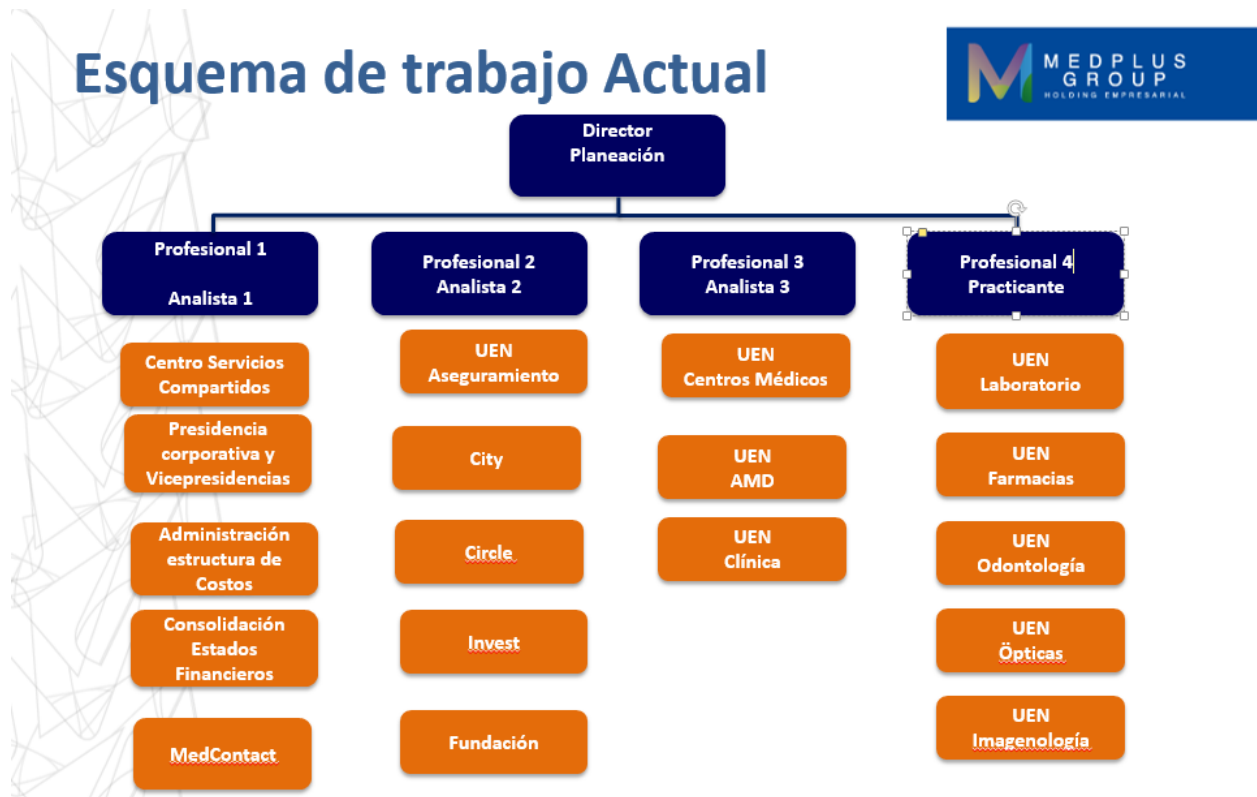 Esquema de trabajo Actual
MEDPLUS
GROUP
HOLDING EMPRESARIAL
Director
Planeación
Profesional 1
Analista 1
Profesional 2
Analista 2
Profesional 3
Analista 3
Profesional 4
Practicante
Centro Servicios
Compartidos
Presidencia
corporativa y
Vicepresidencias
Administración
estructura de
Costos
Consolidación
Estados
Financieros
MedContact
UEN
Aseguramiento
City
Circle
Invest
Fundación
UEN
Centros Médicos
UEN
AMD
UEN
Clínica
UEN
Laboratorio
UEN
Farmacias
UEN
Odontología
UEN
Öpticas
UEN
Imagenología